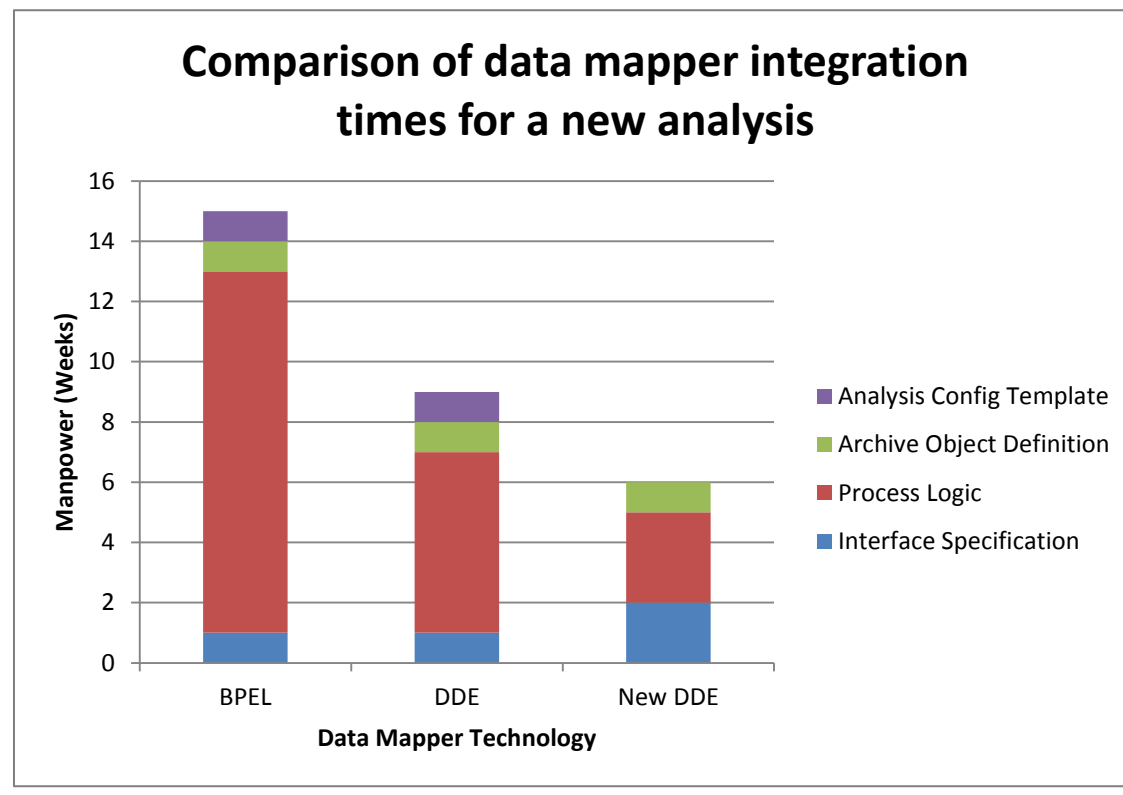 Comparison of data mapper integration
times for a new analysis
16
14
12
10
8
6
4
2
0
Manpower (Weeks)
BPEL
DDE
New DDE
Data Mapper Technology
Analysis Config Template
Archive Object Definition
Process Logic
Interface Specification